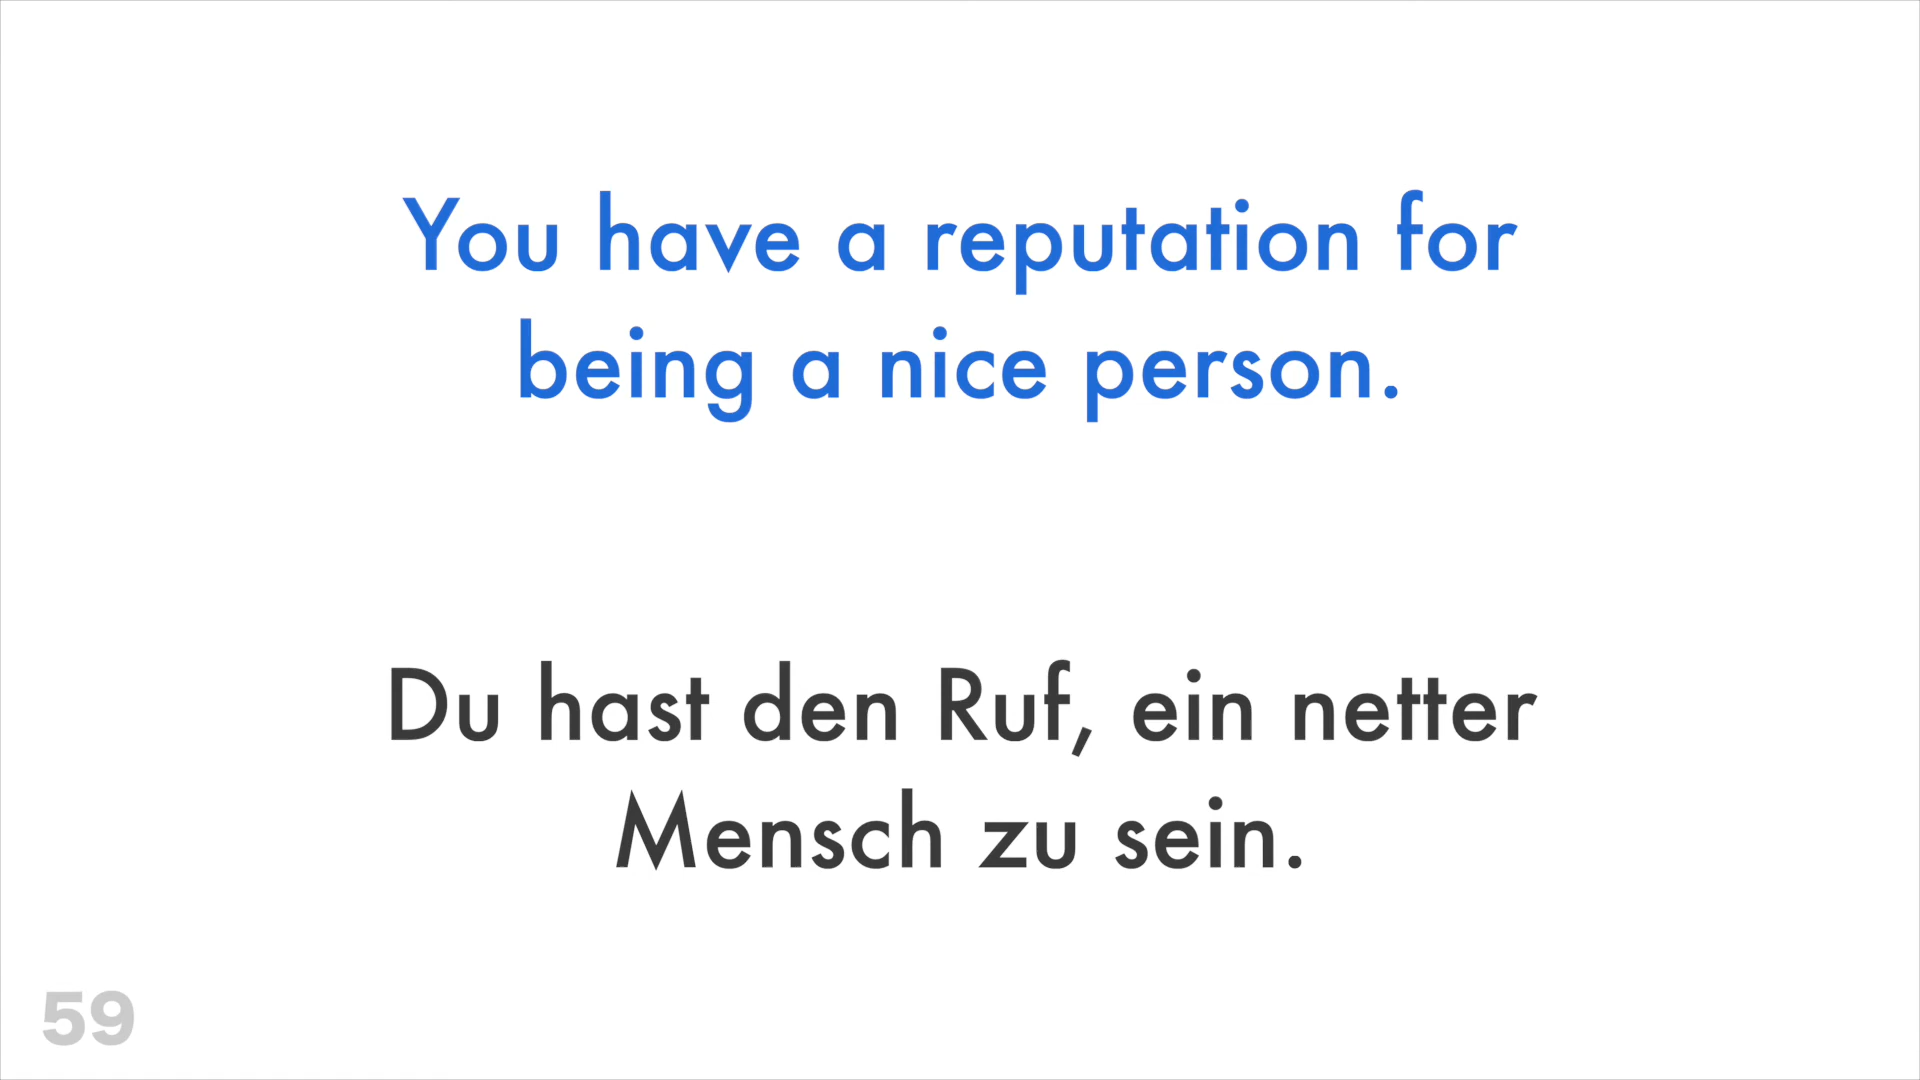 You have a reputation for
being a nice person.
Du hast den Ruf, ein netter
Mensch zu sein.
59